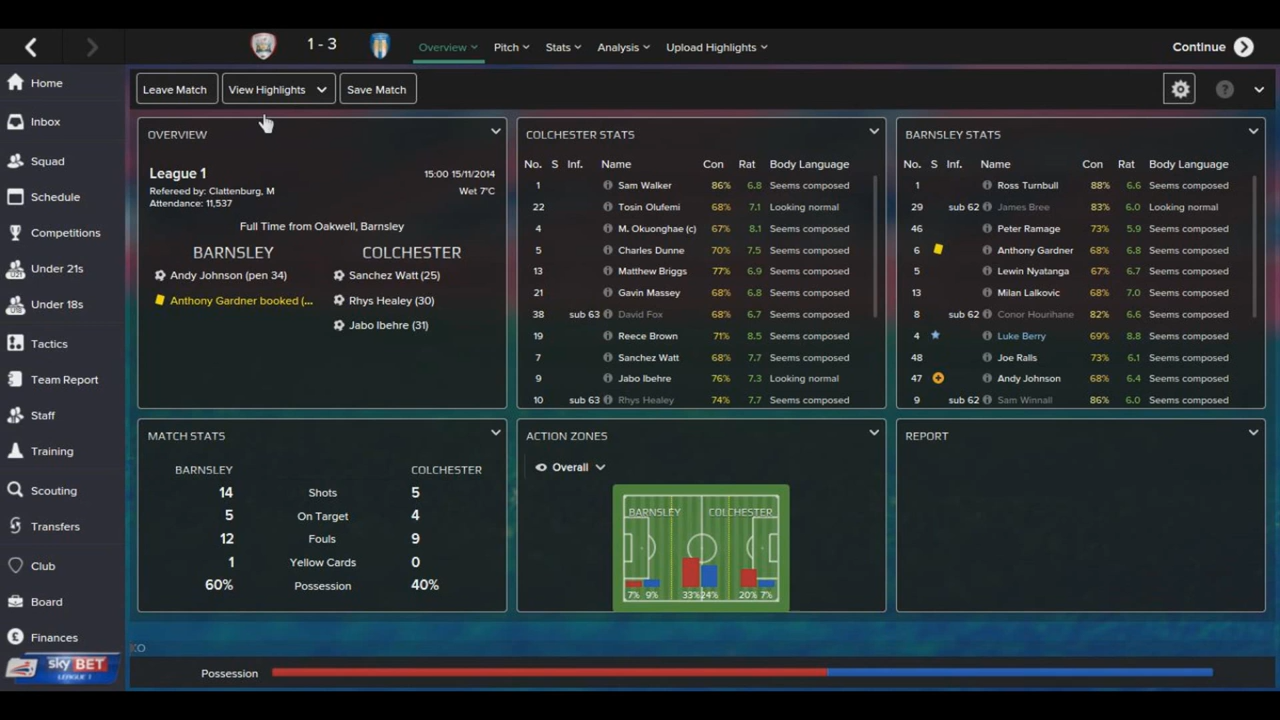 1 - 3
Overview
Pitch
Stats
Analysis
Upload Highlights
Continue
Home
Inbox
Squad
Schedule
Competitions
Under 21s
Under 18s
Tactics
Team Report
Staff
Training
Scouting
Transfers
Club
Board
Finances
sky BET
LEAGUE 1
Leave Match
View Highlights
Save Match
OVERVIEW
League 1
15:00 15/11/2014
Refereed by: Clattenburg, M
Wet 7°C
Attendance: 11,537
Full Time from Oakwell, Barnsley
BARNSLEY COLCHESTER
Andy Johnson (pen 34) Sanchez Watt (25)
Anthony Gardner booked (... Rhys Healey (30)
Jabo Ibehre (31)
COLCHESTER STATS
No. S Inf. Name Con Rat Body Language
1 Sam Walker 86% 6.8 Seems composed
22 Tosin Olufemi 68% 7.1 Looking normal
4 M. Okuonghae (c) 67% 8.1 Seems composed
5 Charles Dunne 70% 7.5 Seems composed
13 Matthew Briggs 77% 6.9 Seems composed
21 Gavin Massey 68% 6.8 Seems composed
38 sub 63 David Fox 68% 6.7 Seems composed
19 Reece Brown 71% 8.5 Seems composed
7 Sanchez Watt 68% 7.7 Seems composed
9 Jabo Ibehre 76% 7.3 Looking normal
10 sub 63 Rhys Healey 74% 7.7 Seems composed
BARNSLEY STATS
No. S Inf. Name Con Rat Body Language
1 Ross Turnbull 88% 6.6 Seems composed
29 sub 62 James Bree 83% 6.0 Looking normal
46 Peter Ramage 73% 5.9 Seems composed
6 Anthony Gardner 68% 6.8 Seems composed
5 Lewin Nyatanga 67% 6.7 Seems composed
13 Milan Lalkovic 68% 7.0 Seems composed
8 sub 62 Conor Hourihane 82% 6.6 Seems composed
4 Luke Berry 69% 8.8 Seems composed
48 Joe Ralls 73% 6.1 Seems composed
47 Andy Johnson 68% 6.4 Seems composed
9 sub 62 Sam Winnall 86% 6.0 Seems composed
MATCH STATS
BARNSLEY COLCHESTER
14 Shots 5
5 On Target 4
12 Fouls 9
1 Yellow Cards 0
60% Possession 40%
ACTION ZONES
Overall
BARNSLEY COLCHESTER
7% 9% 33% 24% 20% 7%
REPORT
KO
Possession